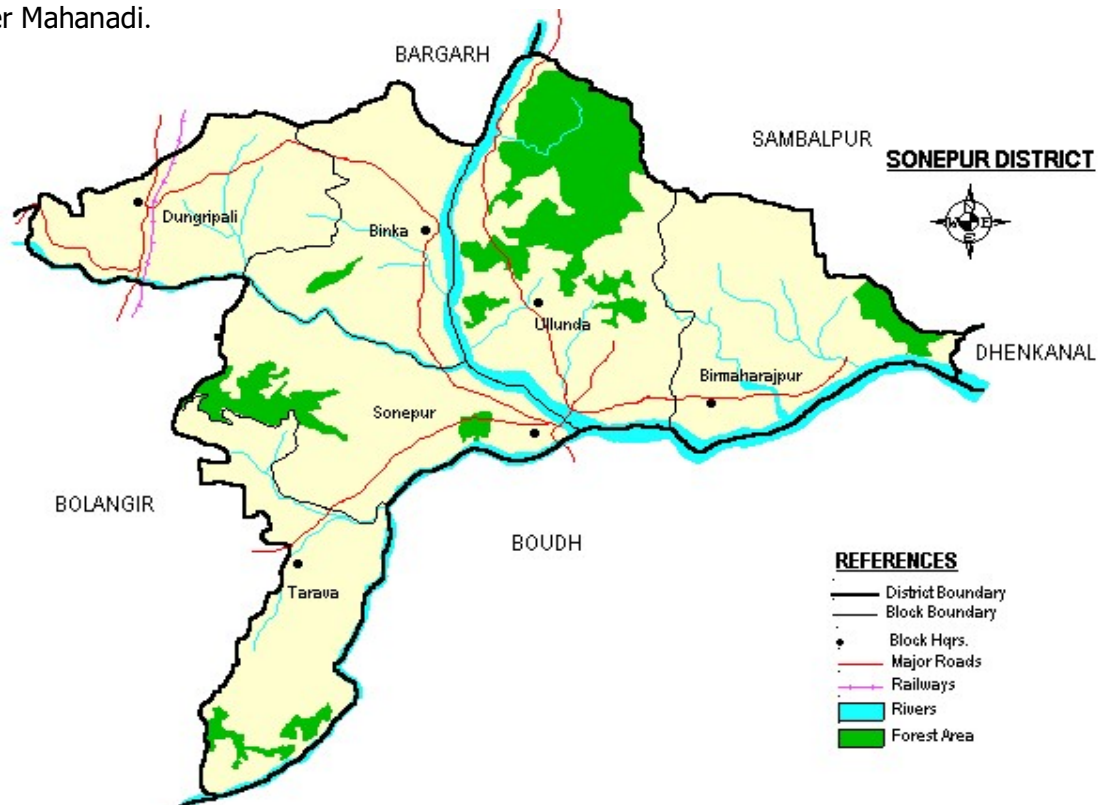 er Mahanadi.
BARGARH
SAMBALPUR
SONEPUR DISTRICT
N
W E
S
Dungripali
Binka
Ullunda
DHENKANAL
Birmaharajpur
Sonepur
BOLANGIR
BOUDH
Tarava
REFERENCES
District Boundary
Block Boundary
Block Hqrs.
Major Roads
Railways
Rivers
Forest Area